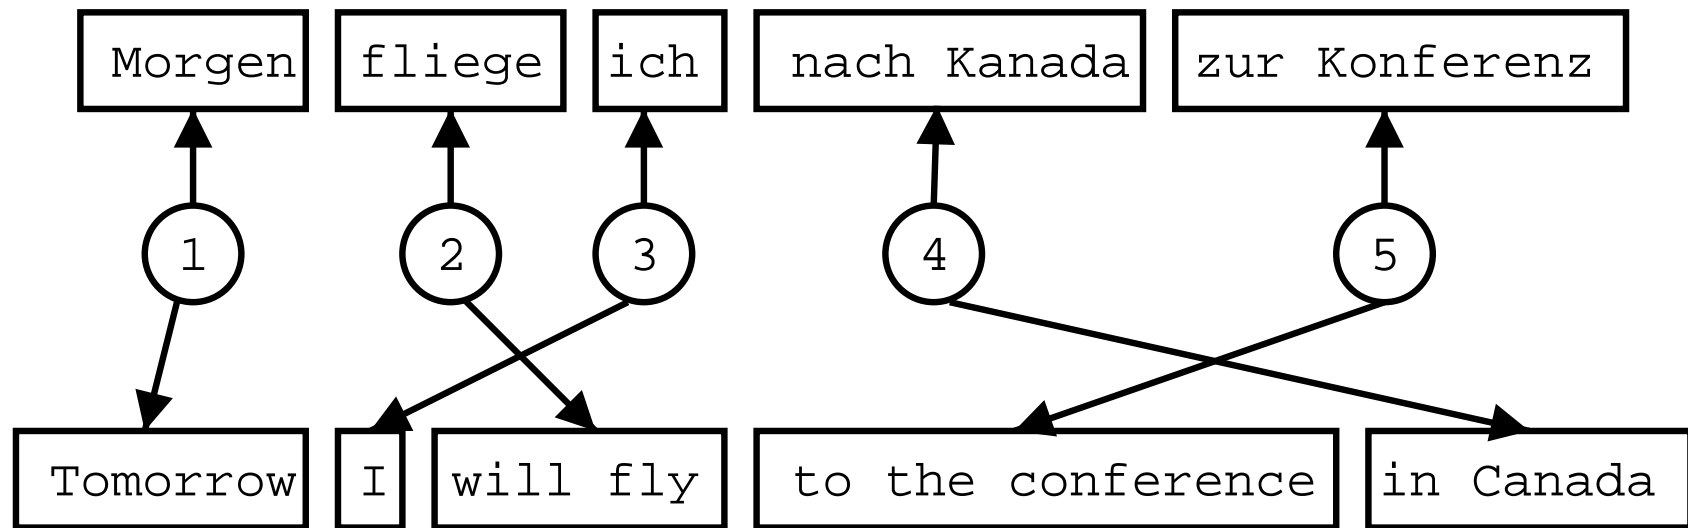 Morgen fliege ich nach Kanada zur Konferenz
1 2 3 4 5
Tomorrow I will fly to the conference in Canada